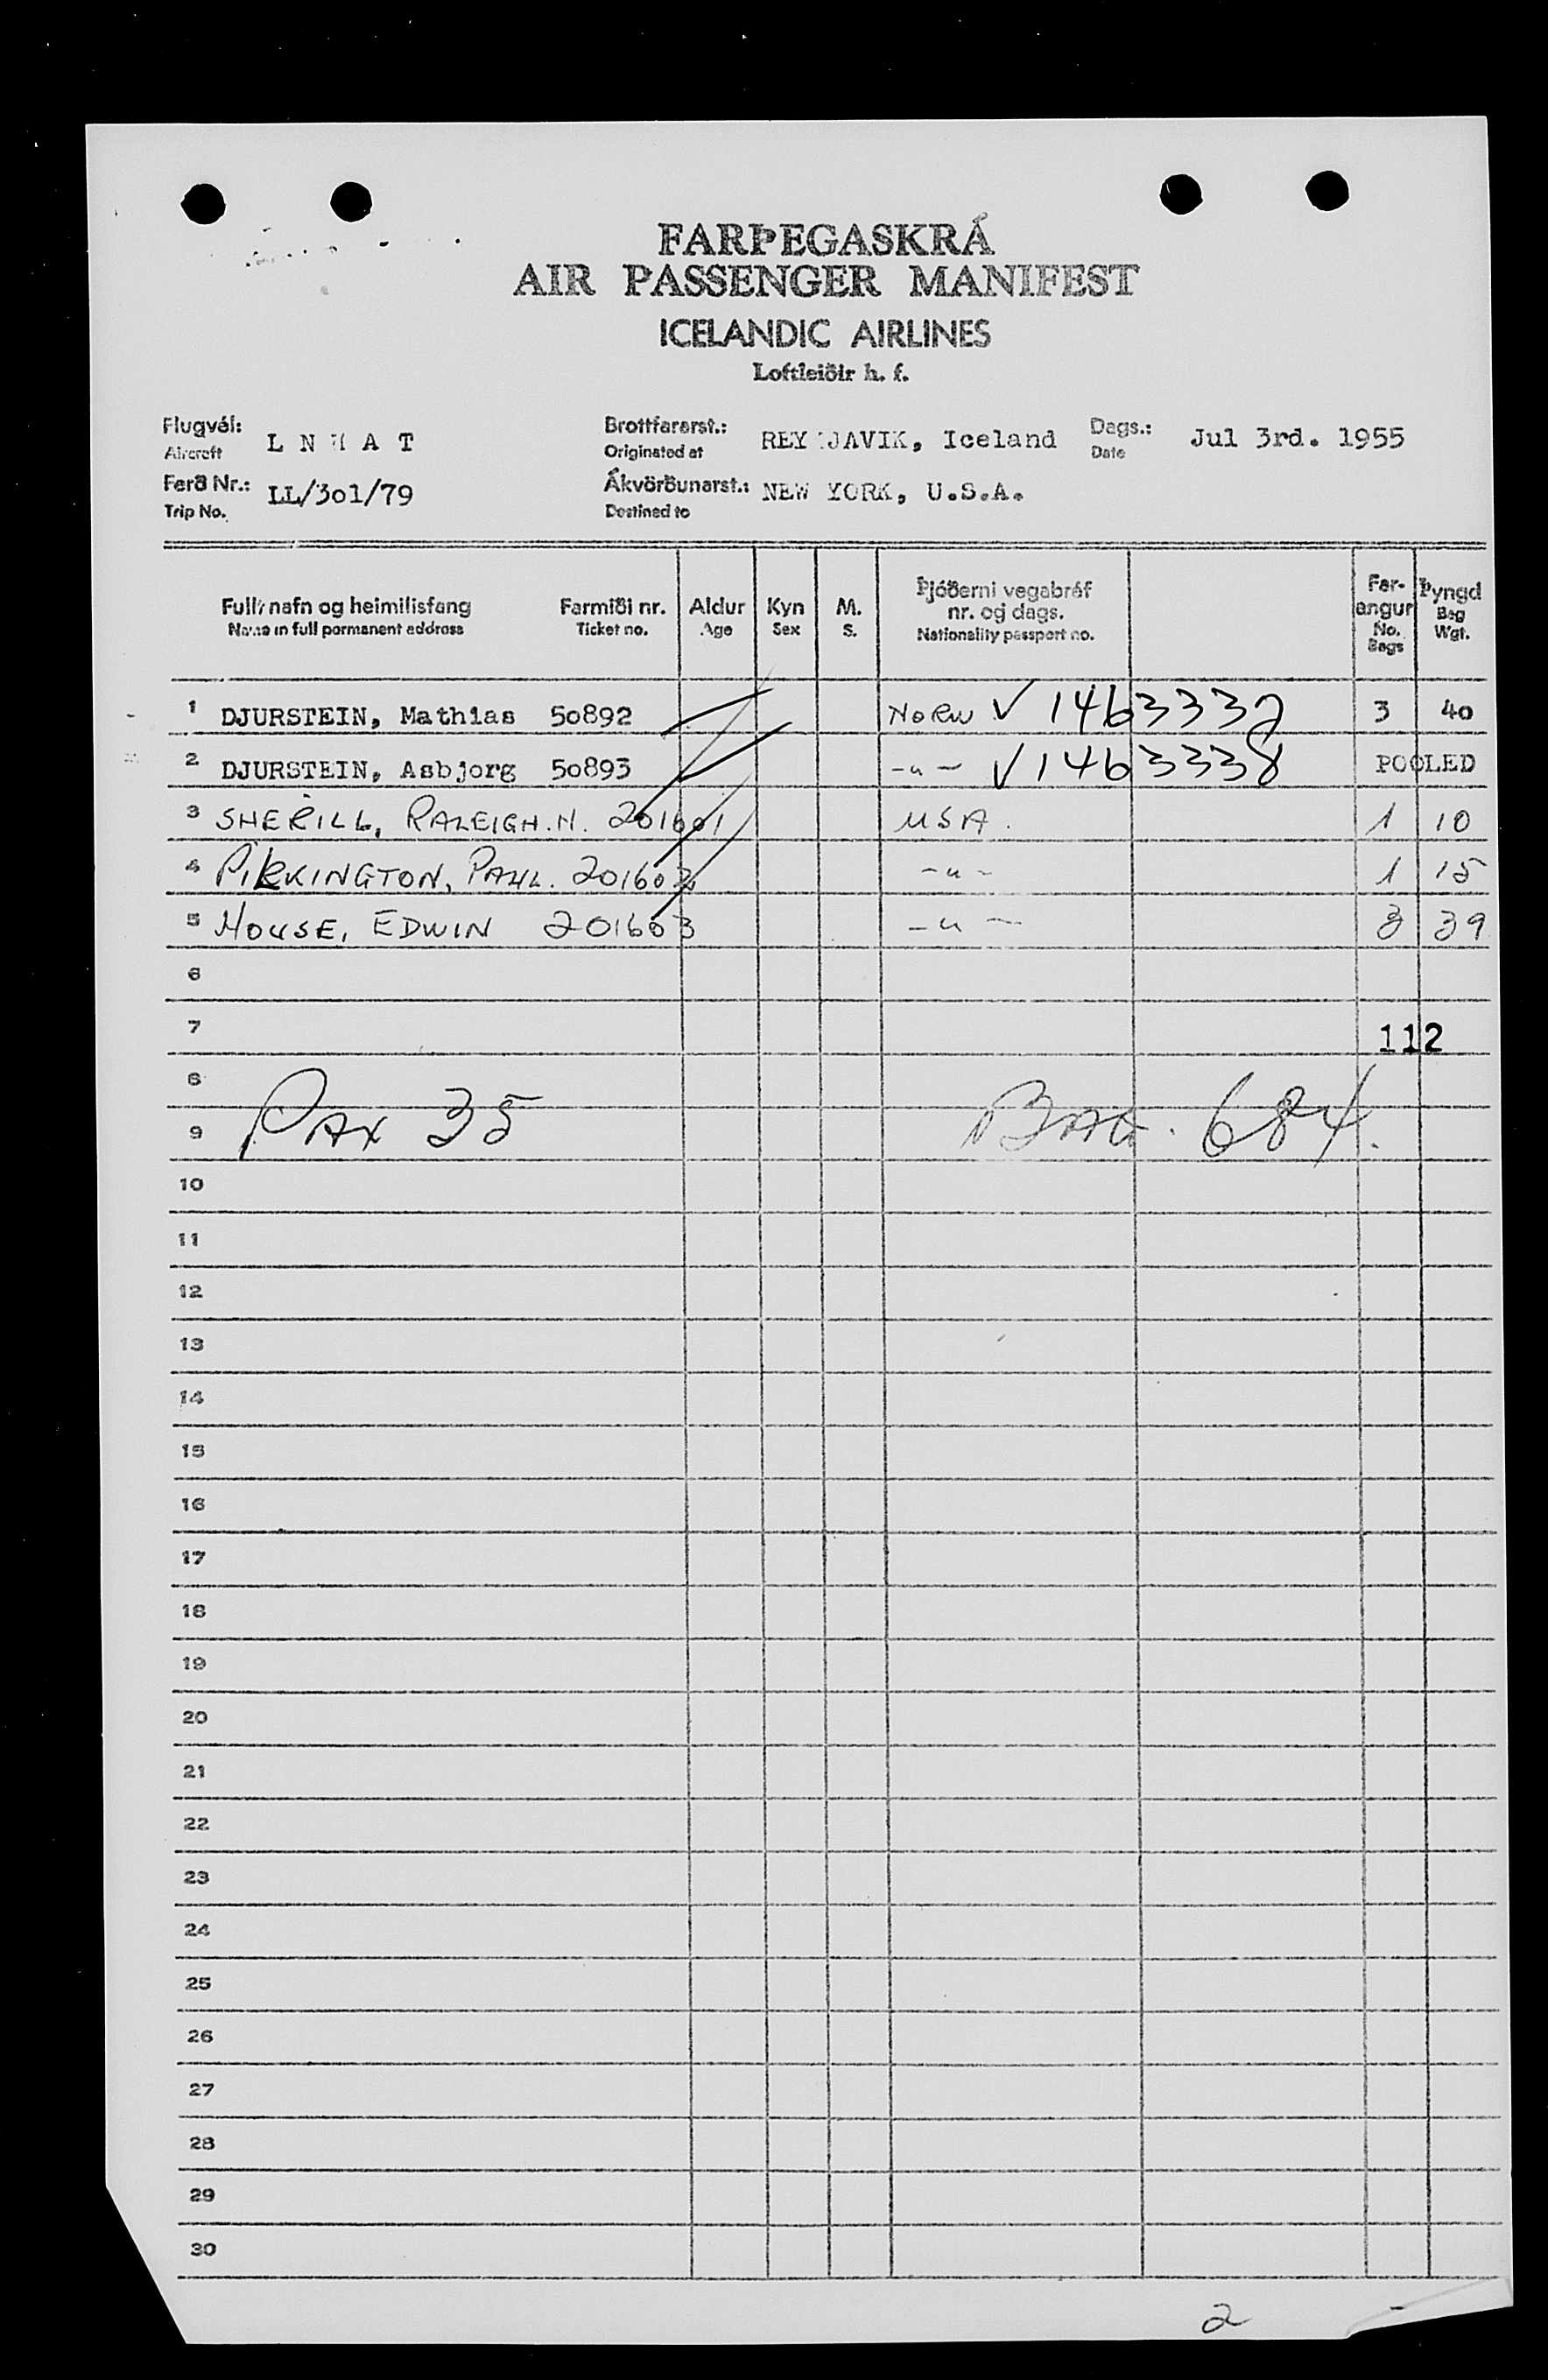 FARÞEGASKRÁ
AIR PASSENGER MANIFEST
ICELANDIC AIRLINES
Loftleiðir h. f.
Flugvél: L N A T Brottfararst.: REYKJAVIK, Iceland Dags.: Jul 3rd. 1955
Aircraft Originated at Date
Ferð Nr.: LL/301/79 Ákvörðunarst.: NEW YORK, U.S.A.
Trip No. Destined to
Fullt nafn og heimilisfang Farmiði nr. Aldur Kyn M. Þjóðerni vegabréf nr. og dags. Farangur Þyngd
Name in full permanent address Ticket no. Age Sex S. Nationality passport no. No. Bags Bag Wgt.
1 DJURSTEIN, Mathias 50892 NORW ✓ 1463332 3 40
2 DJURSTEIN, Asbjorg 50893 -"- ✓ 1463338 POOLED
3 SHERILL, RALEIGH. N. 201601 USA. 1 10
4 PILKINGTON, PAUL. 201602 -"- 1 15
5 HOUSE, EDWIN 201603 -"- 3 39
6
7 112
8
9 PAX 35 BAG. 684.
10
11
12
13
14
15
16
17
18
19
20
21
22
23
24
25
26
27
28
29
30
2